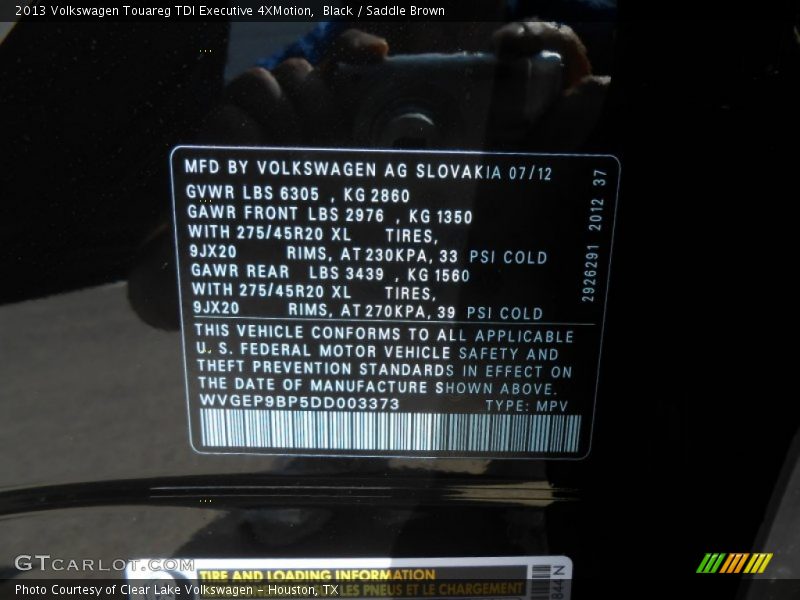 2013 Volkswagen Touareg TDI Executive 4XMotion, Black / Saddle Brown
MFD BY VOLKSWAGEN AG SLOVAKIA 07/12
GVWR LBS 6305 , KG 2860
GAWR FRONT LBS 2976 , KG 1350
WITH 275/45R20 XL TIRES,
9JX20 RIMS, AT 230KPA, 33 PSI COLD
GAWR REAR LBS 3439 , KG 1560
WITH 275/45R20 XL TIRES,
9JX20 RIMS, AT 270KPA, 39 PSI COLD
2926291 2012 37
THIS VEHICLE CONFORMS TO ALL APPLICABLE
U. S. FEDERAL MOTOR VEHICLE SAFETY AND
THEFT PREVENTION STANDARDS IN EFFECT ON
THE DATE OF MANUFACTURE SHOWN ABOVE.
WVGEP9BP5DD003373 TYPE: MPV
GTCARLOT.COM
TIRE AND LOADING INFORMATION
LES PNEUS ET LE CHARGEMENT
Photo Courtesy of Clear Lake Volkswagen - Houston, TX